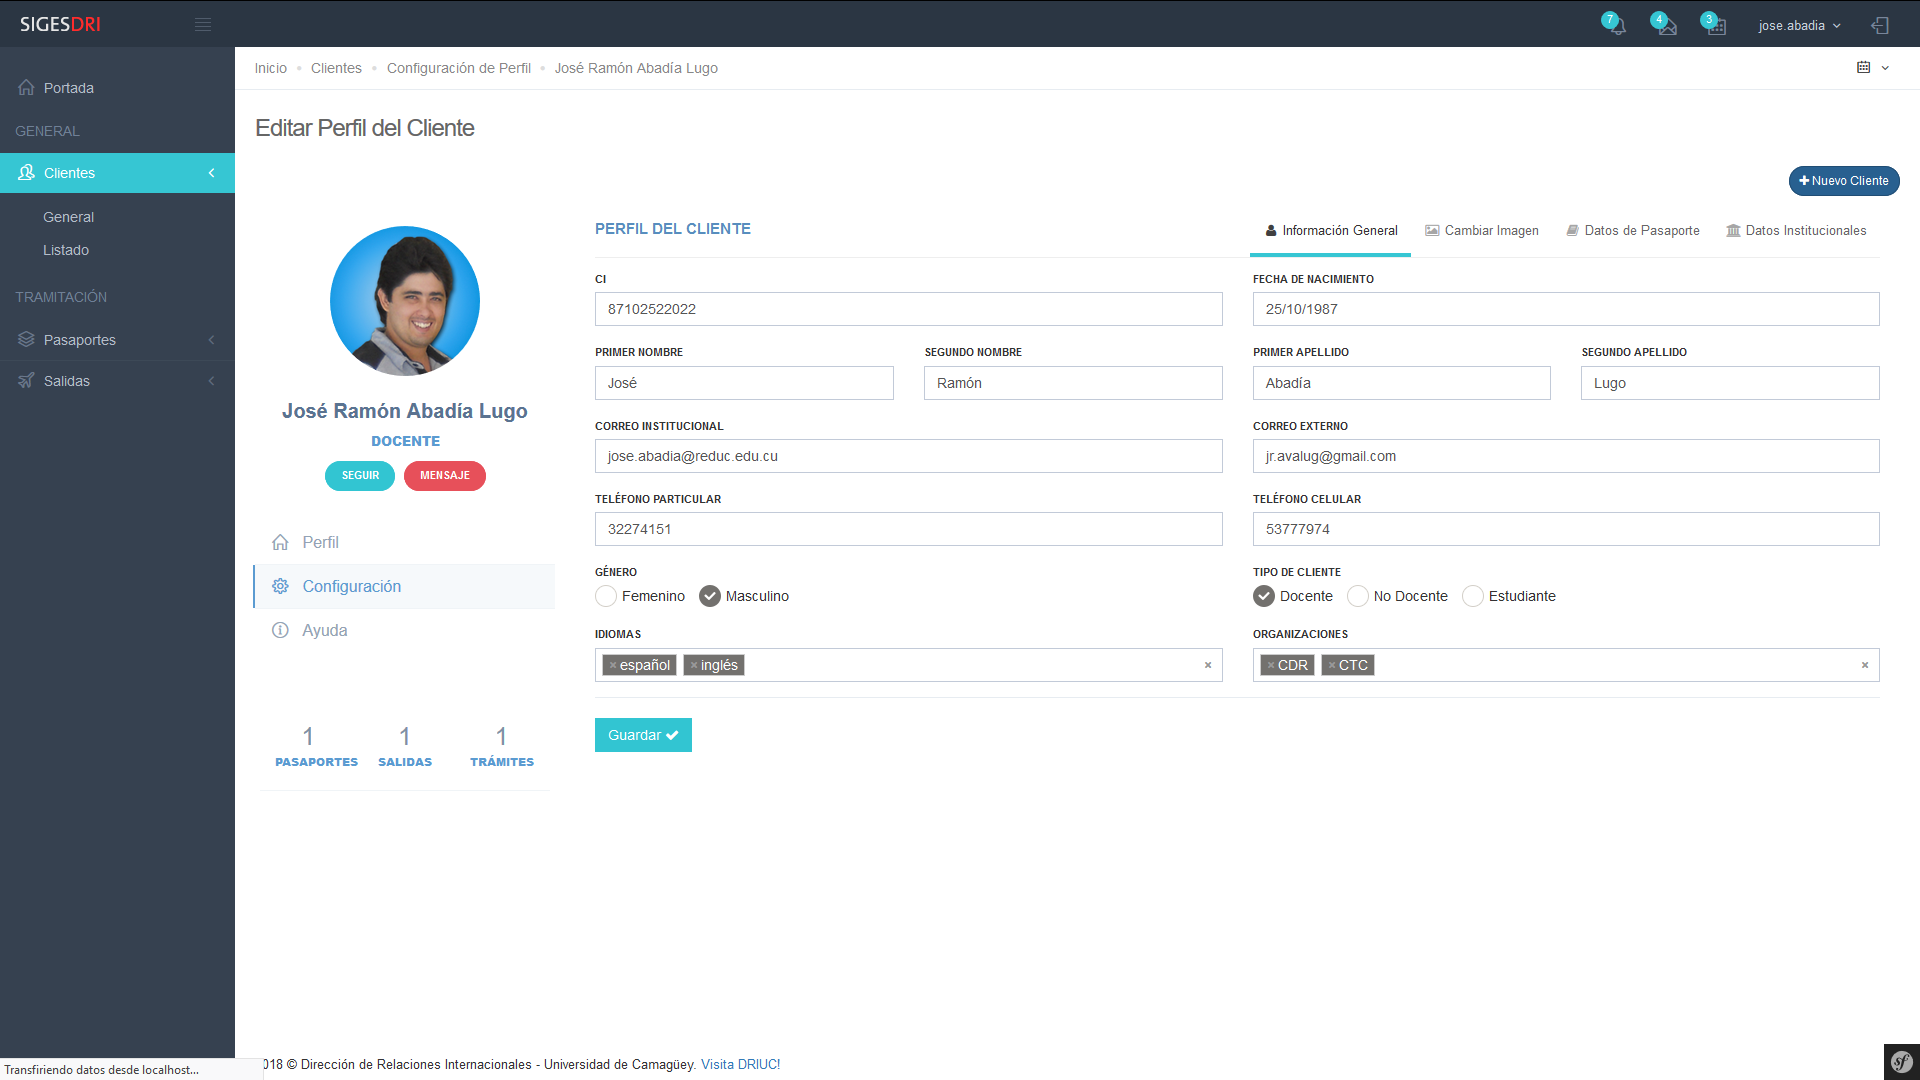 SIGESDRI
7
4
3
jose.abadia
Inicio • Clientes • Configuración de Perfil • José Ramón Abadía Lugo
Portada
GENERAL
Clientes
General
Listado
TRAMITACIÓN
Pasaportes
Salidas
Editar Perfil del Cliente
Nuevo Cliente
José Ramón Abadía Lugo
DOCENTE
SEGUIR MENSAJE
Perfil
Configuración
Ayuda
1 1 1
PASAPORTES SALIDAS TRÁMITES
PERFIL DEL CLIENTE
Información General Cambiar Imagen Datos de Pasaporte Datos Institucionales
CI FECHA DE NACIMIENTO
87102522022 25/10/1987
PRIMER NOMBRE SEGUNDO NOMBRE PRIMER APELLIDO SEGUNDO APELLIDO
José Ramón Abadía Lugo
CORREO INSTITUCIONAL CORREO EXTERNO
jose.abadia@reduc.edu.cu jr.avalug@gmail.com
TELÉFONO PARTICULAR TELÉFONO CELULAR
32274151 53777974
GÉNERO TIPO DE CLIENTE
Femenino Masculino Docente No Docente Estudiante
IDIOMAS ORGANIZACIONES
× español × inglés × × CDR × CTC ×
Guardar
018 © Dirección de Relaciones Internacionales - Universidad de Camagüey. Visita DRIUC!
Transfiriendo datos desde localhost...
sf